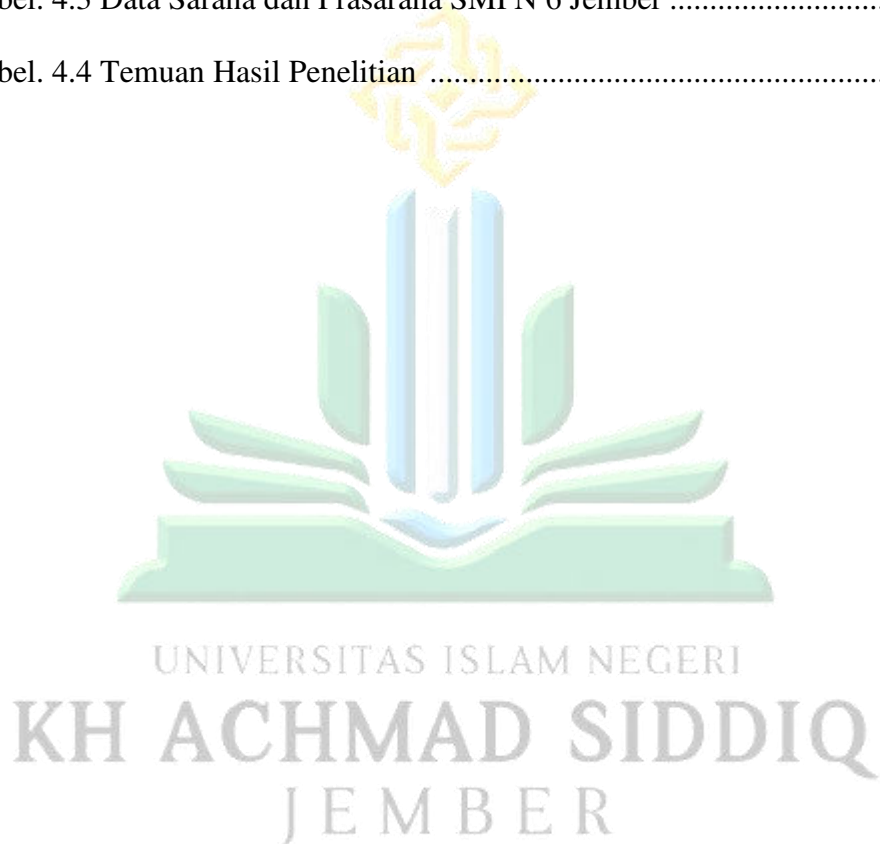 bel. 4.3 Data Sarana dan Prasarana SMPN 6 Jember ..........................
bel. 4.4 Temuan Hasil Penelitian .........................................................
UNIVERSITAS ISLAM NEGERI
KH ACHMAD SIDDIQ
JEMBER